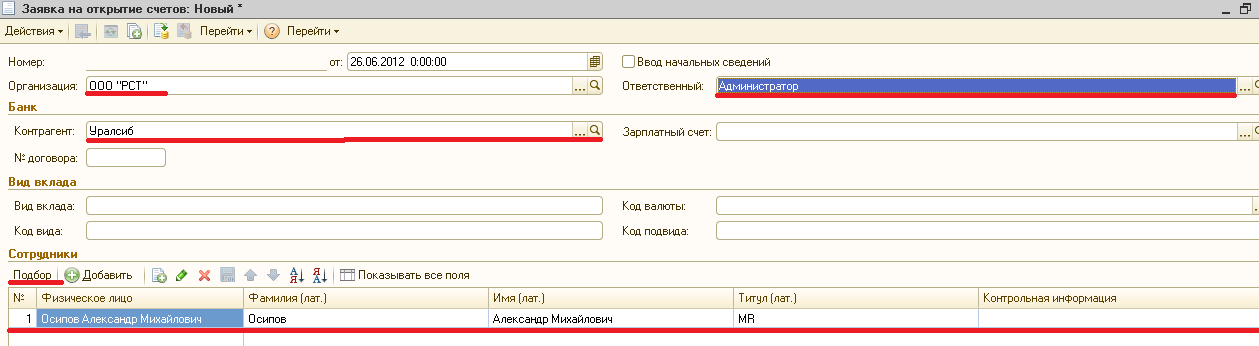 Заявка на открытие счетов: Новый *
Действия Перейти ? Перейти
Номер: от: 26.06.2012 0:00:00 Ввод начальных сведений
Организация: ООО "РСТ" ... Ответственный: Администратор ...
Банк
Контрагент: Уралсиб ... Зарплатный счет: ...
№ договора:
Вид вклада
Вид вклада: Код валюты: ...
Код вида: Код подвида:
Сотрудники
Подбор Добавить Показывать все поля
№ Физическое лицо Фамилия (лат.) Имя (лат.) Титул (лат.) Контрольная информация
1 Осипов Александр Михайлович Осипов Александр Михайлович MR